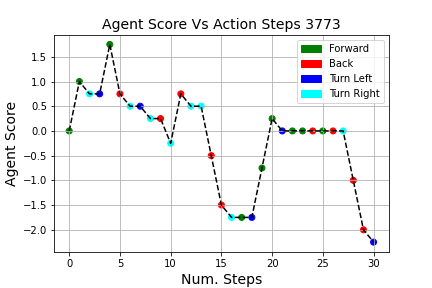 Agent Score Vs Action Steps 3773
Agent Score
1.5
1.0
0.5
0.0
−0.5
−1.0
−1.5
−2.0
Forward
Back
Turn Left
Turn Right
0
5
10
15
20
25
30
Num. Steps